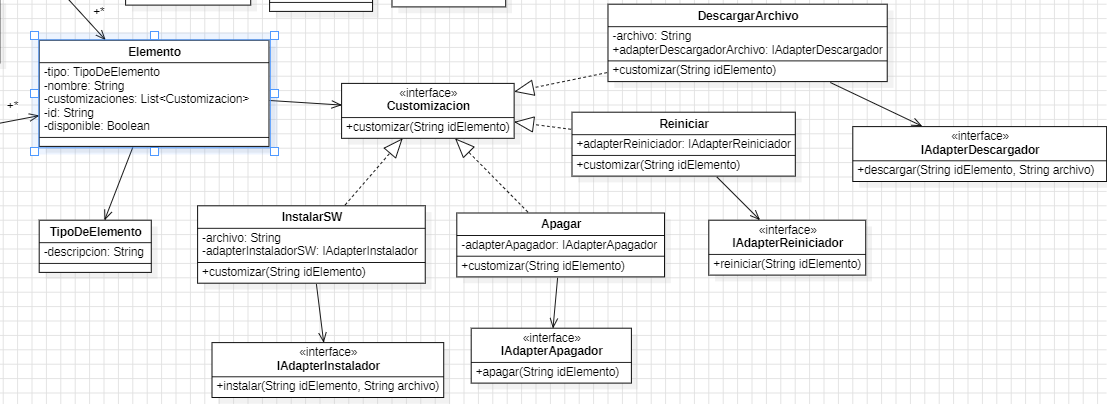 +*
DescargarArchivo
-archivo: String
+adapterDescargadorArchivo: IAdapterDescargador
+customizar(String idElemento)
Elemento
-tipo: TipoDeElemento
-nombre: String
-customizaciones: List<Customizacion>
-id: String
-disponible: Boolean
+*
«interface»
Customizacion
+customizar(String idElemento)
Reiniciar
+adapterReiniciador: IAdapterReiniciador
+customizar(String idElemento)
«interface»
IAdapterDescargador
+descargar(String idElemento, String archivo)
TipoDeElemento
-descripcion: String
InstalarSW
-archivo: String
-adapterInstaladorSW: IAdapterInstalador
+customizar(String idElemento)
Apagar
-adapterApagador: IAdapterApagador
+customizar(String idElemento)
«interface»
IAdapterReiniciador
+reiniciar(String idElemento)
«interface»
IAdapterInstalador
+instalar(String idElemento, String archivo)
«interface»
IAdapterApagador
+apagar(String idElemento)